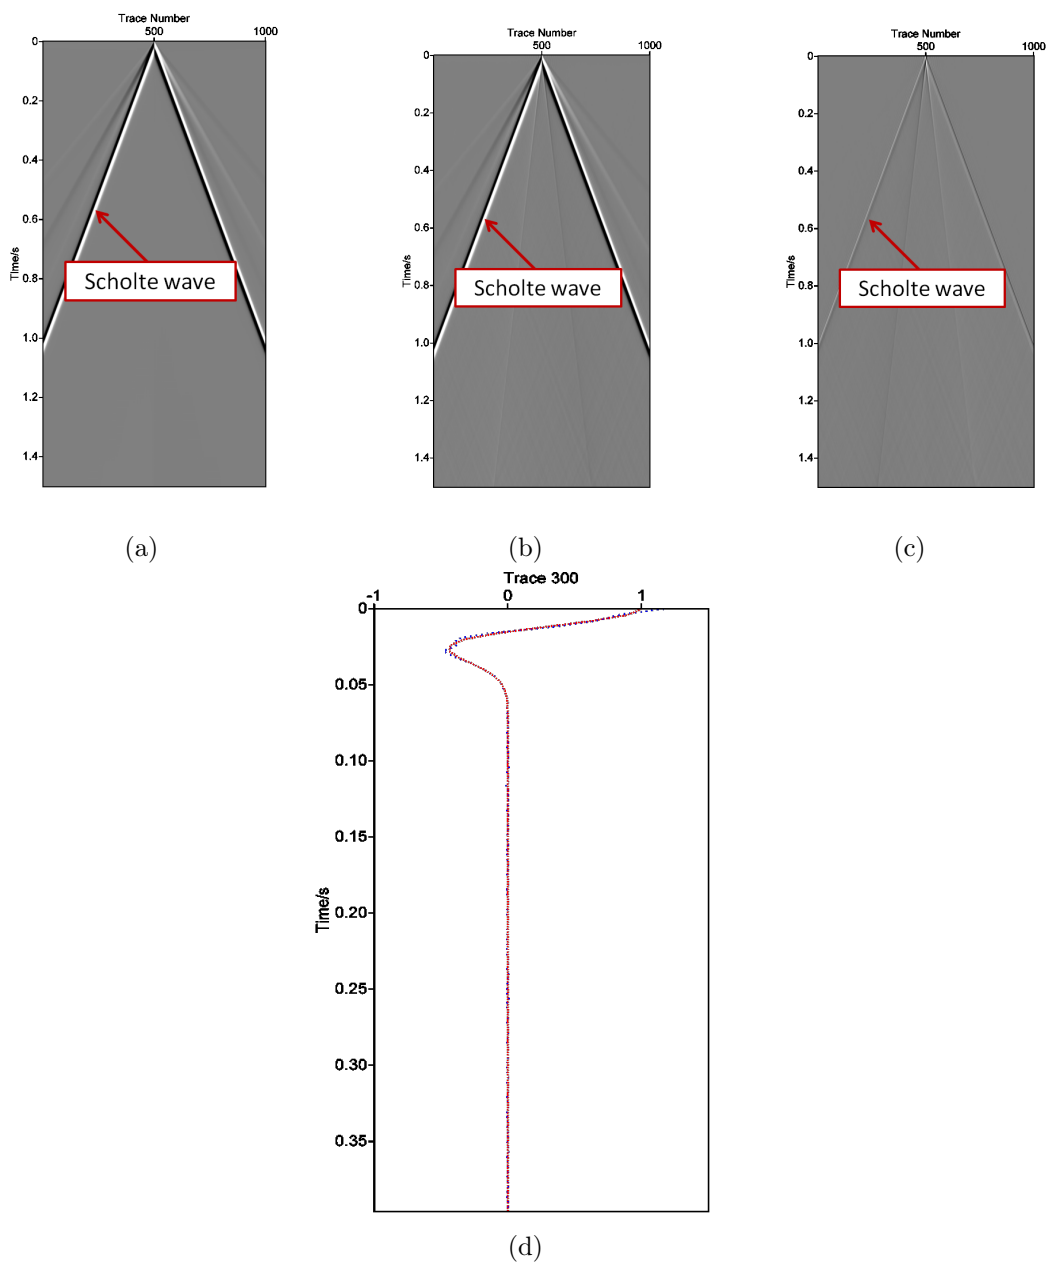 Trace Number
500 1000
0
0.2
0.4
0.6
0.8
1.0
1.2
1.4
Time/s
Scholte wave
(a)
Trace Number
500 1000
0
0.2
0.4
0.6
0.8
1.0
1.2
1.4
Time/s
Scholte wave
(b)
Trace Number
500 1000
0
0.2
0.4
0.6
0.8
1.0
1.2
1.4
Time/s
Scholte wave
(c)
Trace 300
-1 0 1
0
0.05
0.10
0.15
0.20
0.25
0.30
0.35
Time/s
(d)